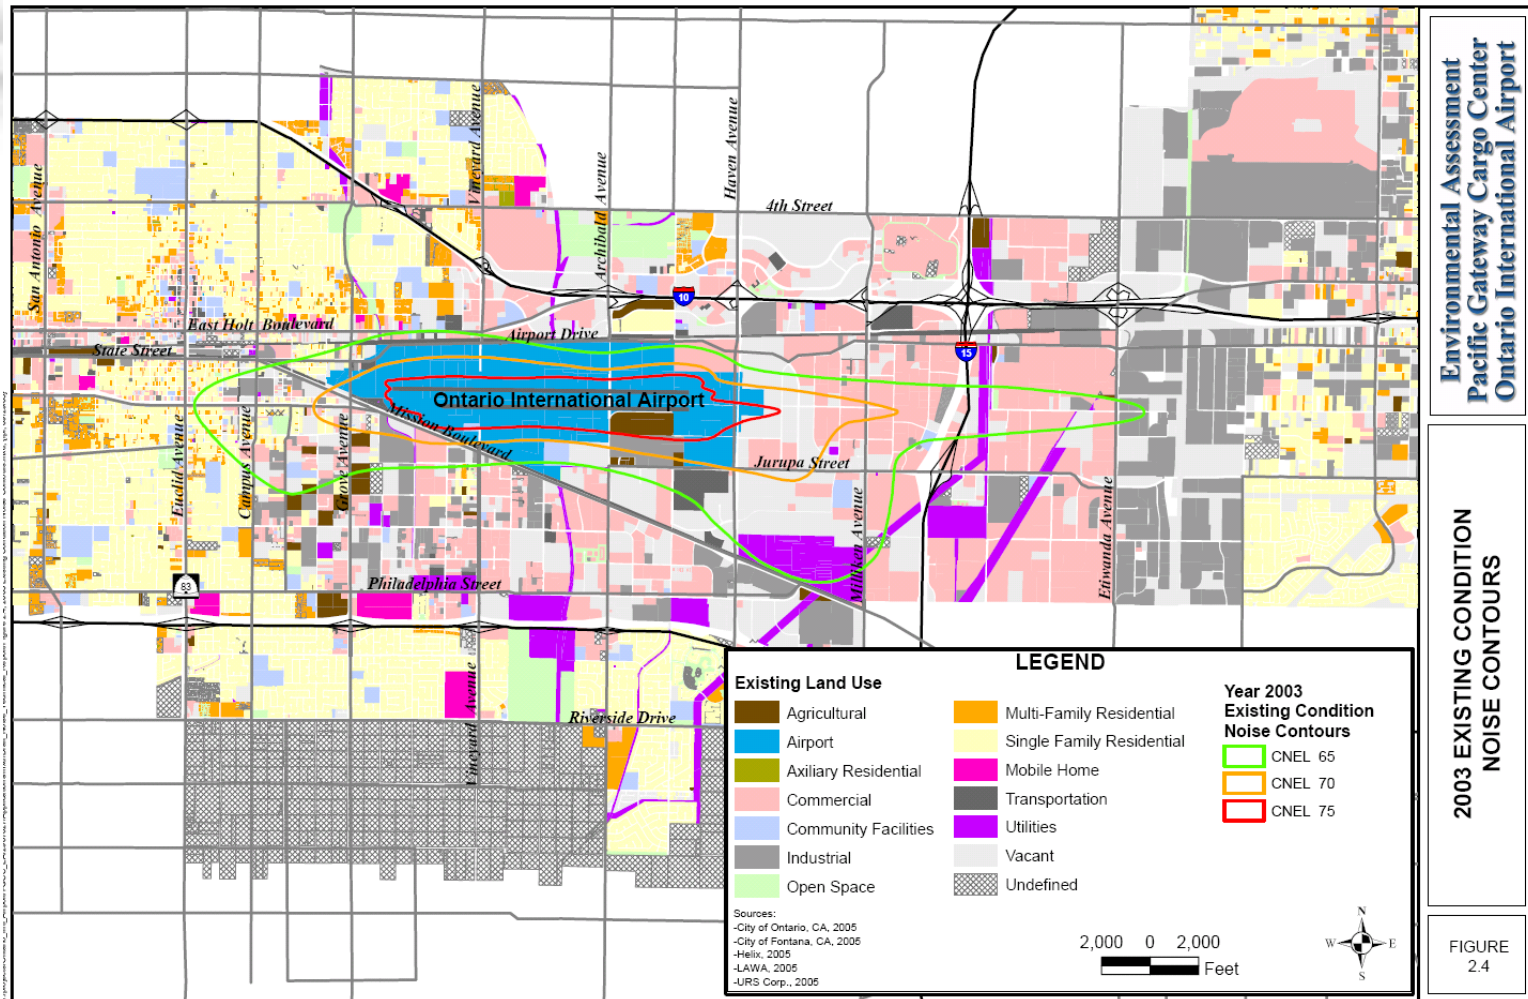 San Antonio Avenue
Euclid Avenue
Campus Avenue
Grove Avenue
Vineyard Avenue
Archibald Avenue
Haven Avenue
4th Street
10
East Holt Boulevard
Airport Drive
State Street
15
Ontario International Airport
Mission Boulevard
Jurupa Street
Milliken Avenue
Etiwanda Avenue
83
Philadelphia Street
Vineyard Avenue
Riverside Drive
LEGEND
Existing Land Use
Agricultural
Airport
Axiliary Residential
Commercial
Community Facilities
Industrial
Open Space
Multi-Family Residential
Single Family Residential
Mobile Home
Transportation
Utilities
Vacant
Undefined
Year 2003
Existing Condition
Noise Contours
CNEL 65
CNEL 70
CNEL 75
Sources:
-City of Ontario, CA, 2005
-City of Fontana, CA, 2005
-Helix, 2005
-LAWA, 2005
-URS Corp., 2005
2,000 0 2,000
Feet
N
W E
S
Environmental Assessment
Pacific Gateway Cargo Center
Ontario International Airport
2003 EXISTING CONDITION
NOISE CONTOURS
FIGURE
2.4